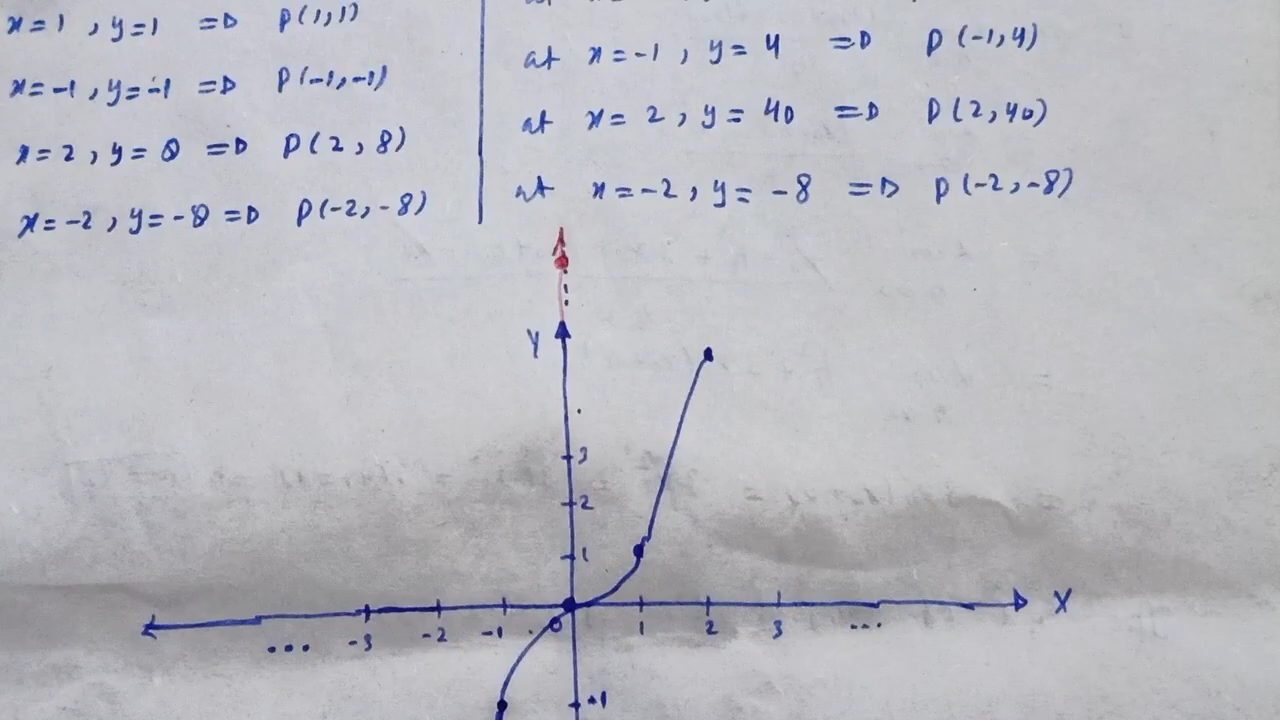 x=1 , y=1 => P(1,1)
x=-1 , y=-1 => P(-1,-1)
x=2 , y=8 => P(2,8)
x=-2 , y=-8 => P(-2,-8)
at x=-1 , y=4 => P(-1,4)
at x=2 , y=40 => P(2,40)
at x=-2 , y=-8 => P(-2,-8)
Y
3
2
1
... -3 -2 -1 0 1 2 3 ... X
-1